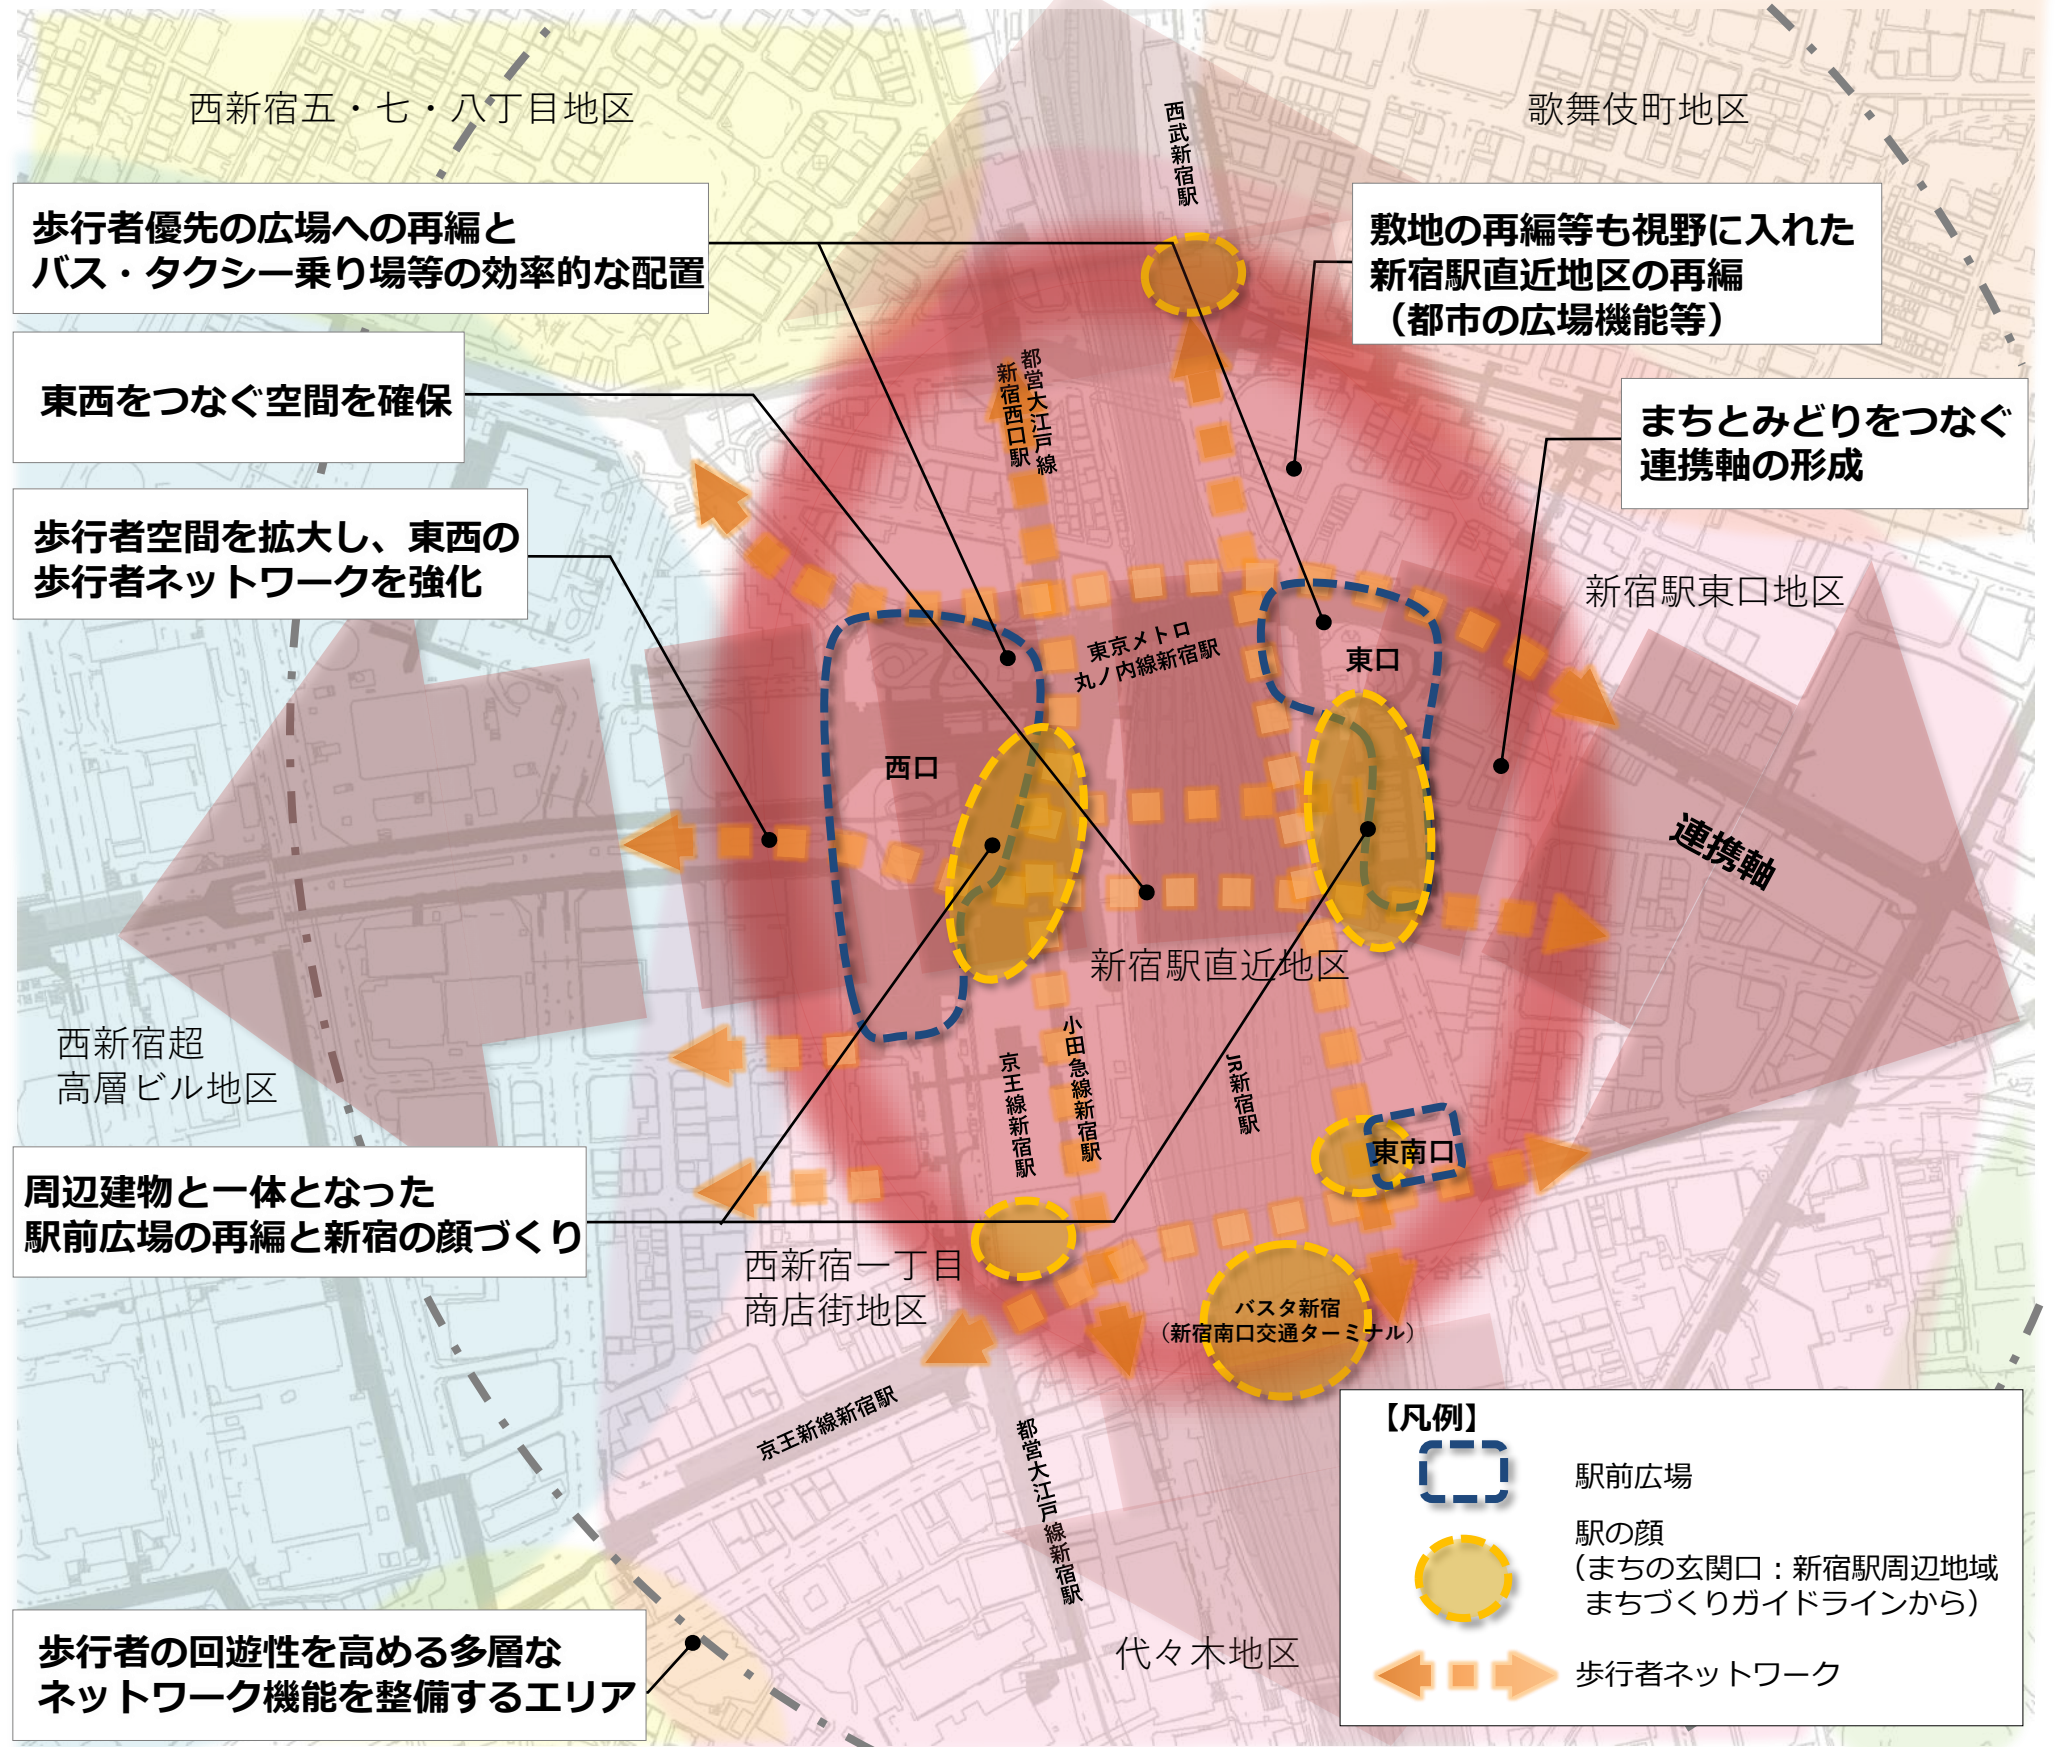 西新宿五・七・八丁目地区
歌舞伎町地区
西武新宿駅
歩行者優先の広場への再編と
バス・タクシー乗り場等の効率的な配置
敷地の再編等も視野に入れた
新宿駅直近地区の再編
（都市の広場機能等）
東西をつなぐ空間を確保
都営大江戸線
新宿西口駅
まちとみどりをつなぐ
連携軸の形成
歩行者空間を拡大し、東西の
歩行者ネットワークを強化
新宿駅東口地区
東京メトロ
丸ノ内線新宿駅
東口
西口
連携軸
新宿駅直近地区
西新宿超
高層ビル地区
京王線新宿駅
小田急線新宿駅
JR新宿駅
東南口
周辺建物と一体となった
駅前広場の再編と新宿の顔づくり
西新宿一丁目
商店街地区
バスタ新宿
（新宿南口交通ターミナル）
京王新線新宿駅
都営大江戸線新宿駅
代々木地区
歩行者の回遊性を高める多層な
ネットワーク機能を整備するエリア
【凡例】
駅前広場
駅の顔
（まちの玄関口：新宿駅周辺地域
まちづくりガイドラインから）
歩行者ネットワーク